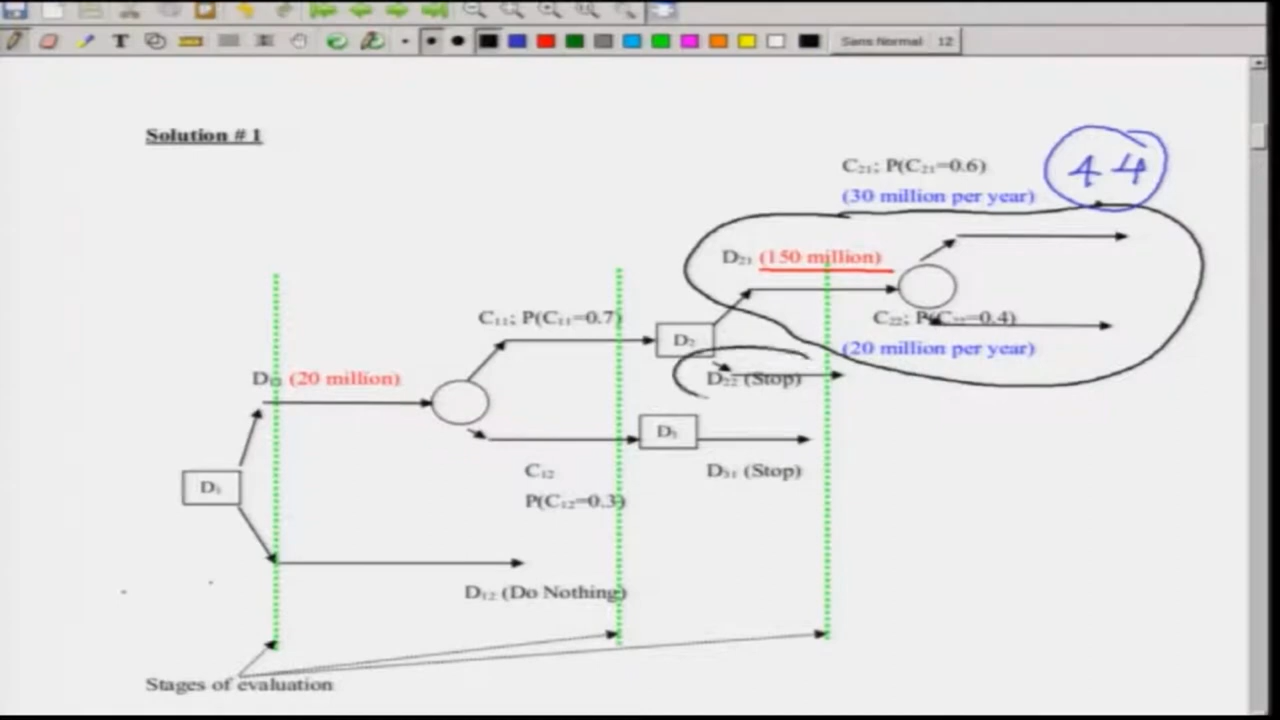 Sans Normal 12
Solution # 1
C₂₁; P(C₂₁=0.6)
(30 million per year)
44
D₂₁ (150 million)
C₁₁; P(C₁₁=0.7)
D₂
C₂₂; P(C₂₂=0.4)
(20 million per year)
D₂₂ (Stop)
D₁₁ (20 million)
D₃
C₁₂
D₃₁ (Stop)
P(C₁₂=0.3)
D₁
D₁₂ (Do Nothing)
Stages of evaluation